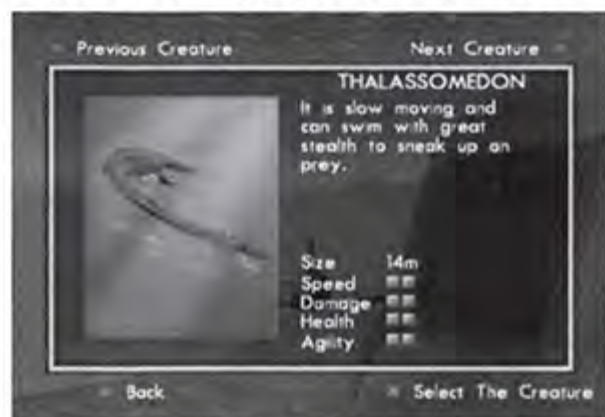 Previous Creature
Next Creature
THALASSOMEDON
It is slow moving and
can swim with great
stealth to sneak up on
prey.
Size 14m
Speed
Damage
Health
Agility
Back
Select The Creature